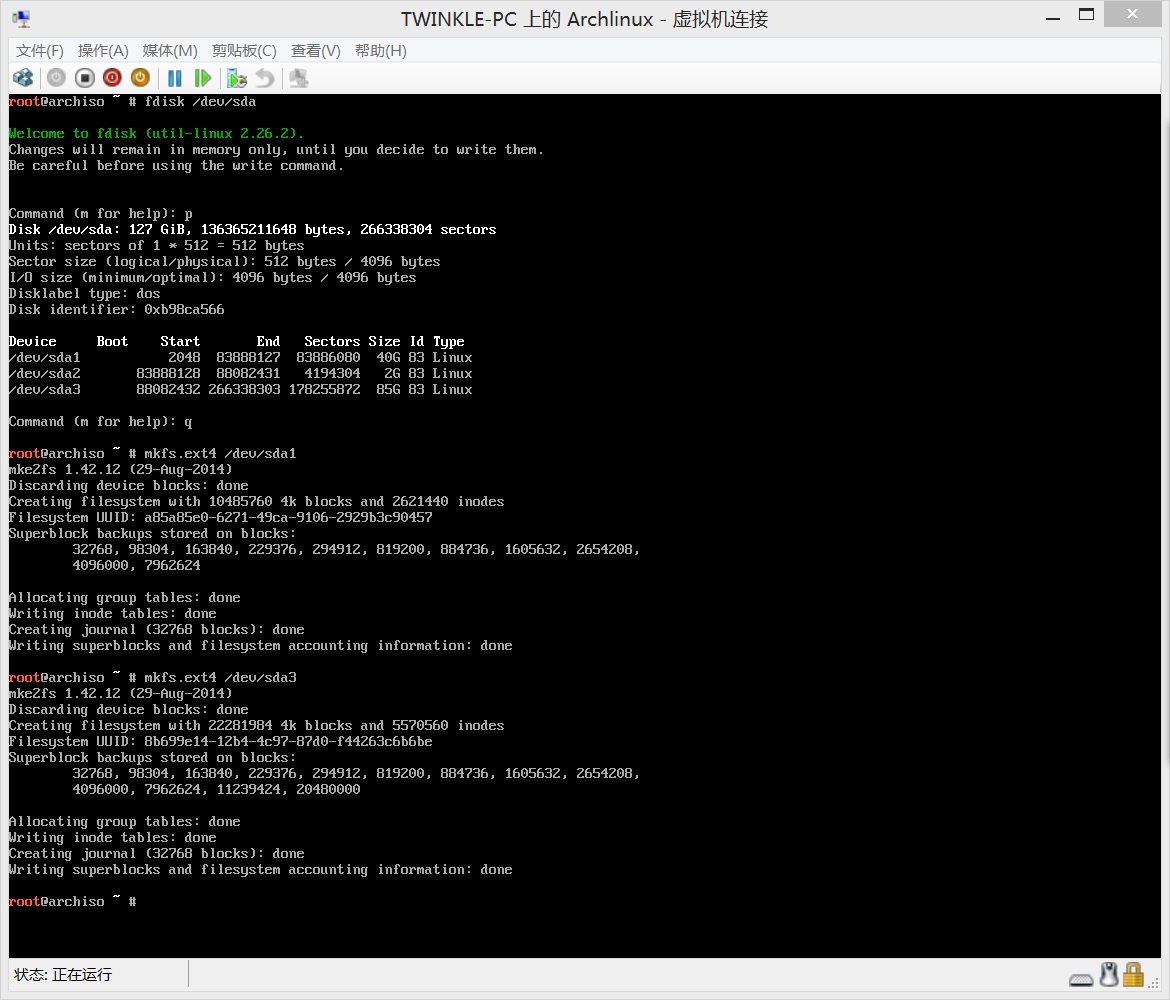 TWINKLE-PC 上的 Archlinux - 虚拟机连接
文件(F) 操作(A) 媒体(M) 剪贴板(C) 查看(V) 帮助(H)
root@archiso ~ # fdisk /dev/sda
Welcome to fdisk (util-linux 2.26.2).
Changes will remain in memory only, until you decide to write them.
Be careful before using the write command.
Command (m for help): p
Disk /dev/sda: 127 GiB, 136365211648 bytes, 266338304 sectors
Units: sectors of 1 * 512 = 512 bytes
Sector size (logical/physical): 512 bytes / 4096 bytes
I/O size (minimum/optimal): 4096 bytes / 4096 bytes
Disklabel type: dos
Disk identifier: 0xb98ca566
Device     Boot    Start       End   Sectors Size Id Type
/dev/sda1           2048  83888127  83886080  40G 83 Linux
/dev/sda2       83888128  88082431   4194304   2G 83 Linux
/dev/sda3       88082432 266338303 178255872  85G 83 Linux
Command (m for help): q
root@archiso ~ # mkfs.ext4 /dev/sda1
mke2fs 1.42.12 (29-Aug-2014)
Discarding device blocks: done
Creating filesystem with 10485760 4k blocks and 2621440 inodes
Filesystem UUID: a85a85e0-6271-49ca-9106-2929b3c90457
Superblock backups stored on blocks:
32768, 98304, 163840, 229376, 294912, 819200, 884736, 1605632, 2654208,
4096000, 7962624
Allocating group tables: done
Writing inode tables: done
Creating journal (32768 blocks): done
Writing superblocks and filesystem accounting information: done
root@archiso ~ # mkfs.ext4 /dev/sda3
mke2fs 1.42.12 (29-Aug-2014)
Discarding device blocks: done
Creating filesystem with 22281984 4k blocks and 5570560 inodes
Filesystem UUID: 8b699e14-12b4-4c97-87d0-f44263c6b6be
Superblock backups stored on blocks:
32768, 98304, 163840, 229376, 294912, 819200, 884736, 1605632, 2654208,
4096000, 7962624, 11239424, 20480000
Allocating group tables: done
Writing inode tables: done
Creating journal (32768 blocks): done
Writing superblocks and filesystem accounting information: done
root@archiso ~ #
状态: 正在运行